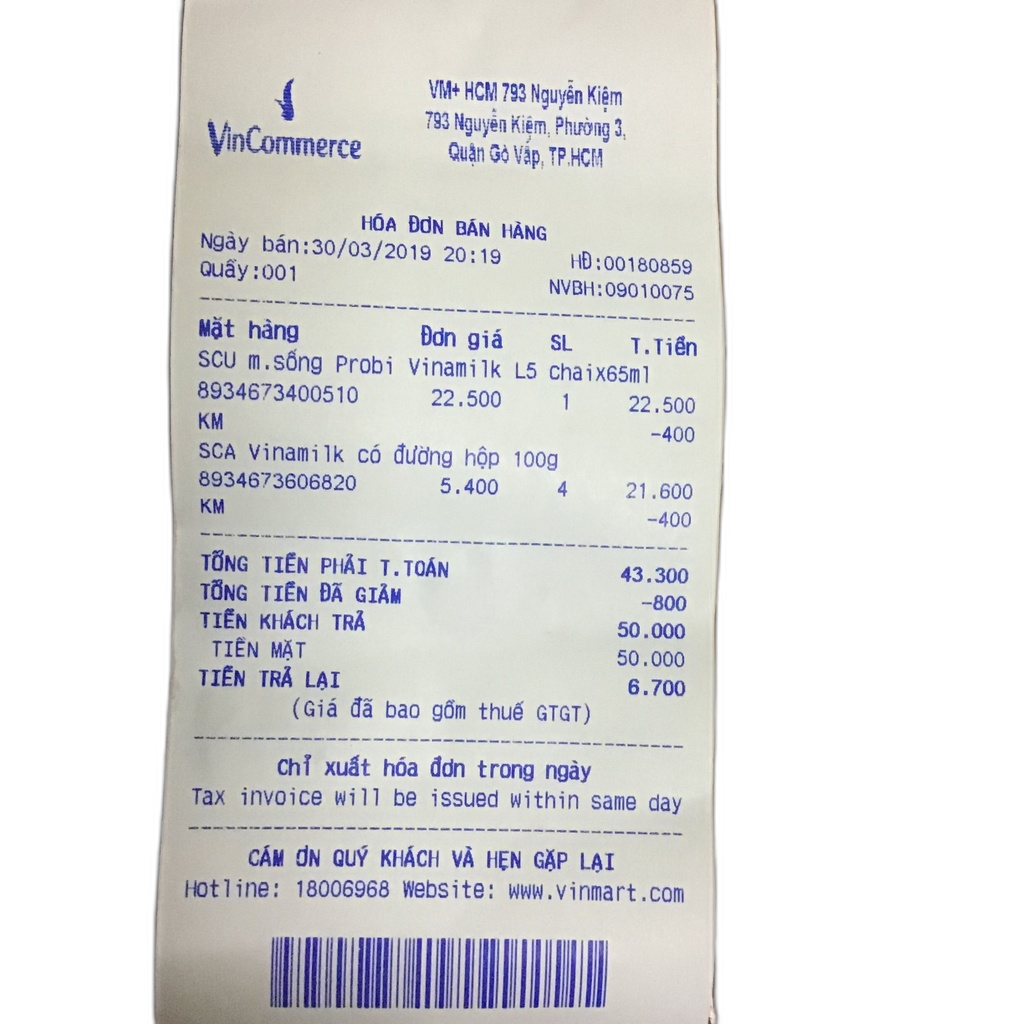 VinCommerce
VM+ HCM 793 Nguyễn Kiệm
793 Nguyễn Kiệm, Phường 3,
Quận Gò Vấp, TP.HCM
HÓA ĐƠN BÁN HÀNG
Ngày bán:30/03/2019 20:19 HĐ:00180859
Quầy:001 NVBH:09010075
Mặt hàng Đơn giá SL T.Tiền
SCU m.sống Probi Vinamilk L5 chaix65ml
8934673400510 22.500 1 22.500
KM -400
SCA Vinamilk có đường hộp 100g
8934673606820 5.400 4 21.600
KM -400
TỔNG TIỀN PHẢI T.TOÁN 43.300
TỔNG TIỀN ĐÃ GIẢM -800
TIỀN KHÁCH TRẢ 50.000
TIỀN MẶT 50.000
TIỀN TRẢ LẠI 6.700
(Giá đã bao gồm thuế GTGT)
Chỉ xuất hóa đơn trong ngày
Tax invoice will be issued within same day
CÁM ƠN QUÝ KHÁCH VÀ HẸN GẶP LẠI
Hotline: 18006968 Website: www.vinmart.com